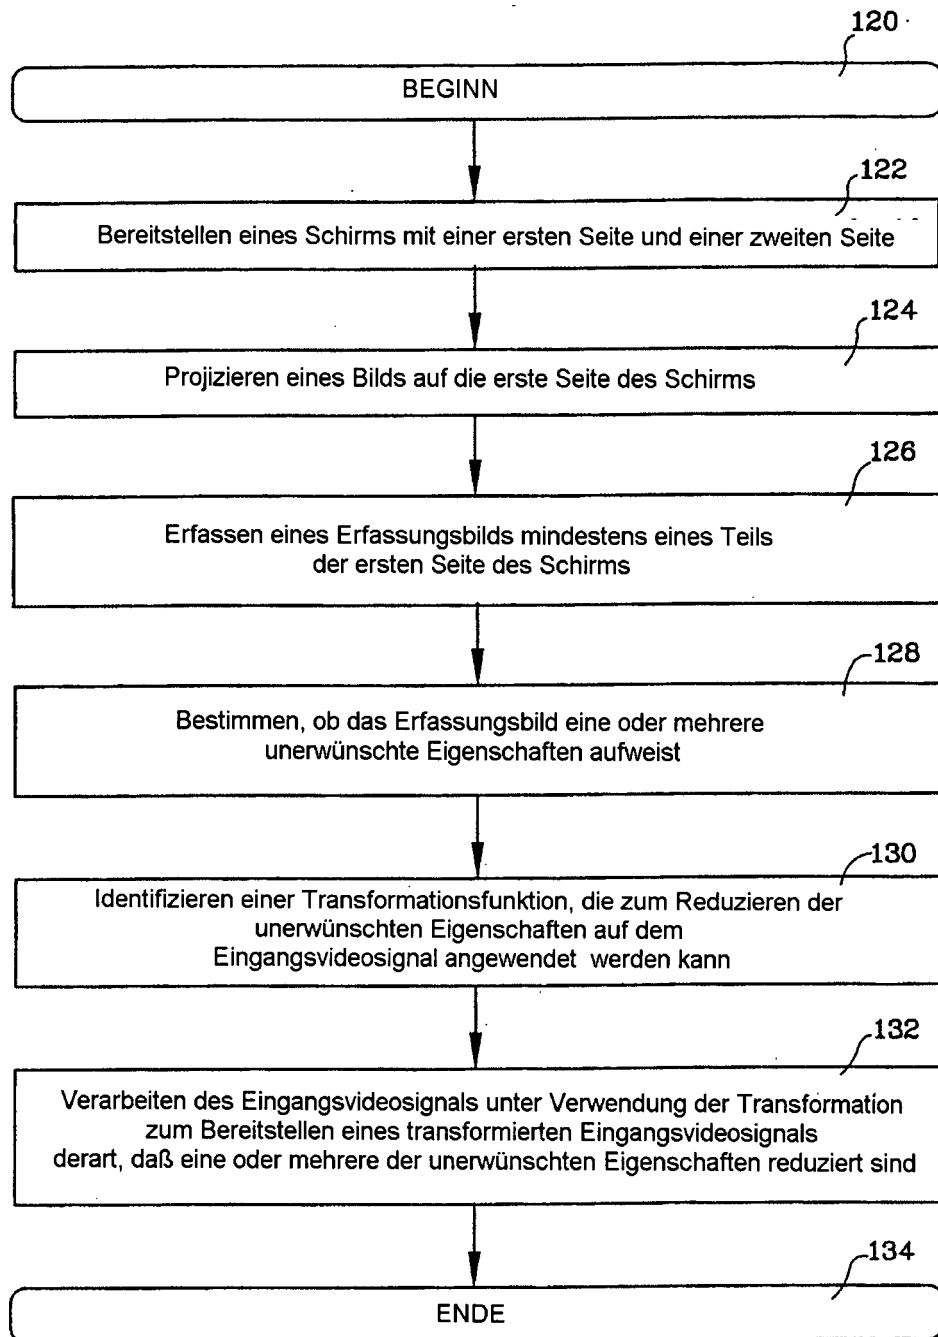 120
BEGINN
122
Bereitstellen eines Schirms mit einer ersten Seite und einer zweiten Seite
124
Projizieren eines Bilds auf die erste Seite des Schirms
126
Erfassen eines Erfassungsbilds mindestens eines Teils
der ersten Seite des Schirms
128
Bestimmen, ob das Erfassungsbild eine oder mehrere
unerwünschte Eigenschaften aufweist
130
Identifizieren einer Transformationsfunktion, die zum Reduzieren der
unerwünschten Eigenschaften auf dem
Eingangsvideosignal angewendet werden kann
132
Verarbeiten des Eingangsvideosignals unter Verwendung der Transformation
zum Bereitstellen eines transformierten Eingangsvideosignals
derart, daß eine oder mehrere der unerwünschten Eigenschaften reduziert sind
134
ENDE